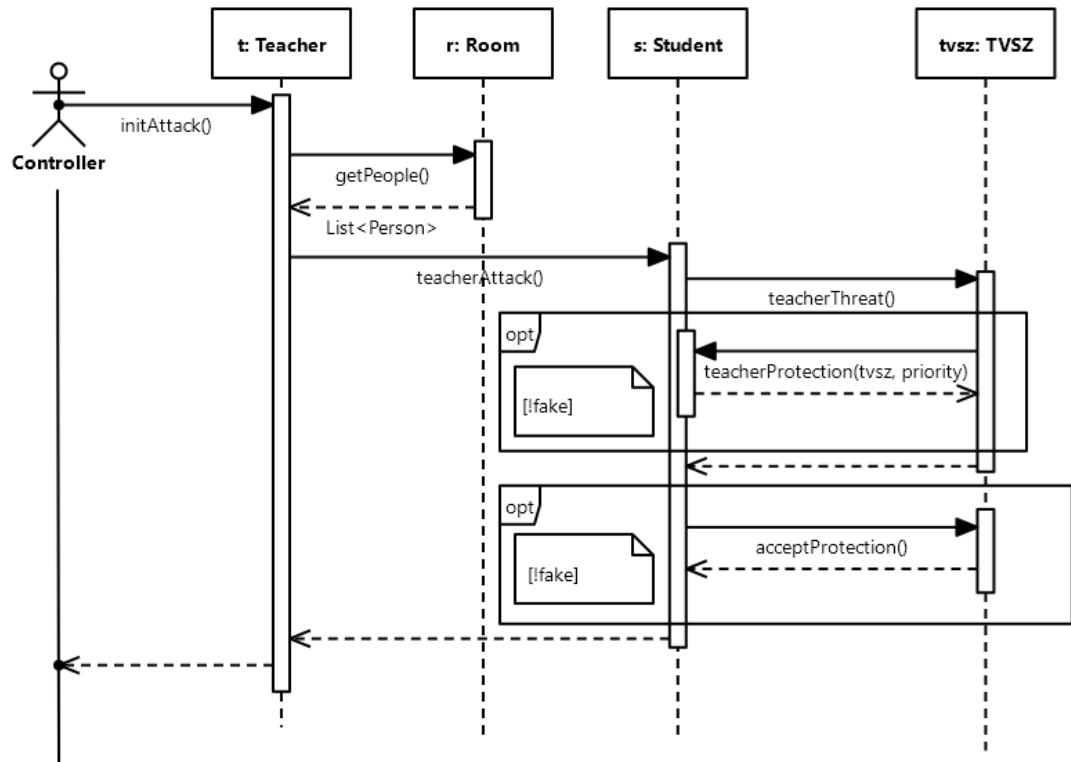 t: Teacher
r: Room
s: Student
tvsz: TVSZ
initAttack()
Controller
getPeople()
List<Person>
teacherAttack()
teacherThreat()
opt
teacherProtection(tvsz, priority)
[!fake]
opt
acceptProtection()
[!fake]